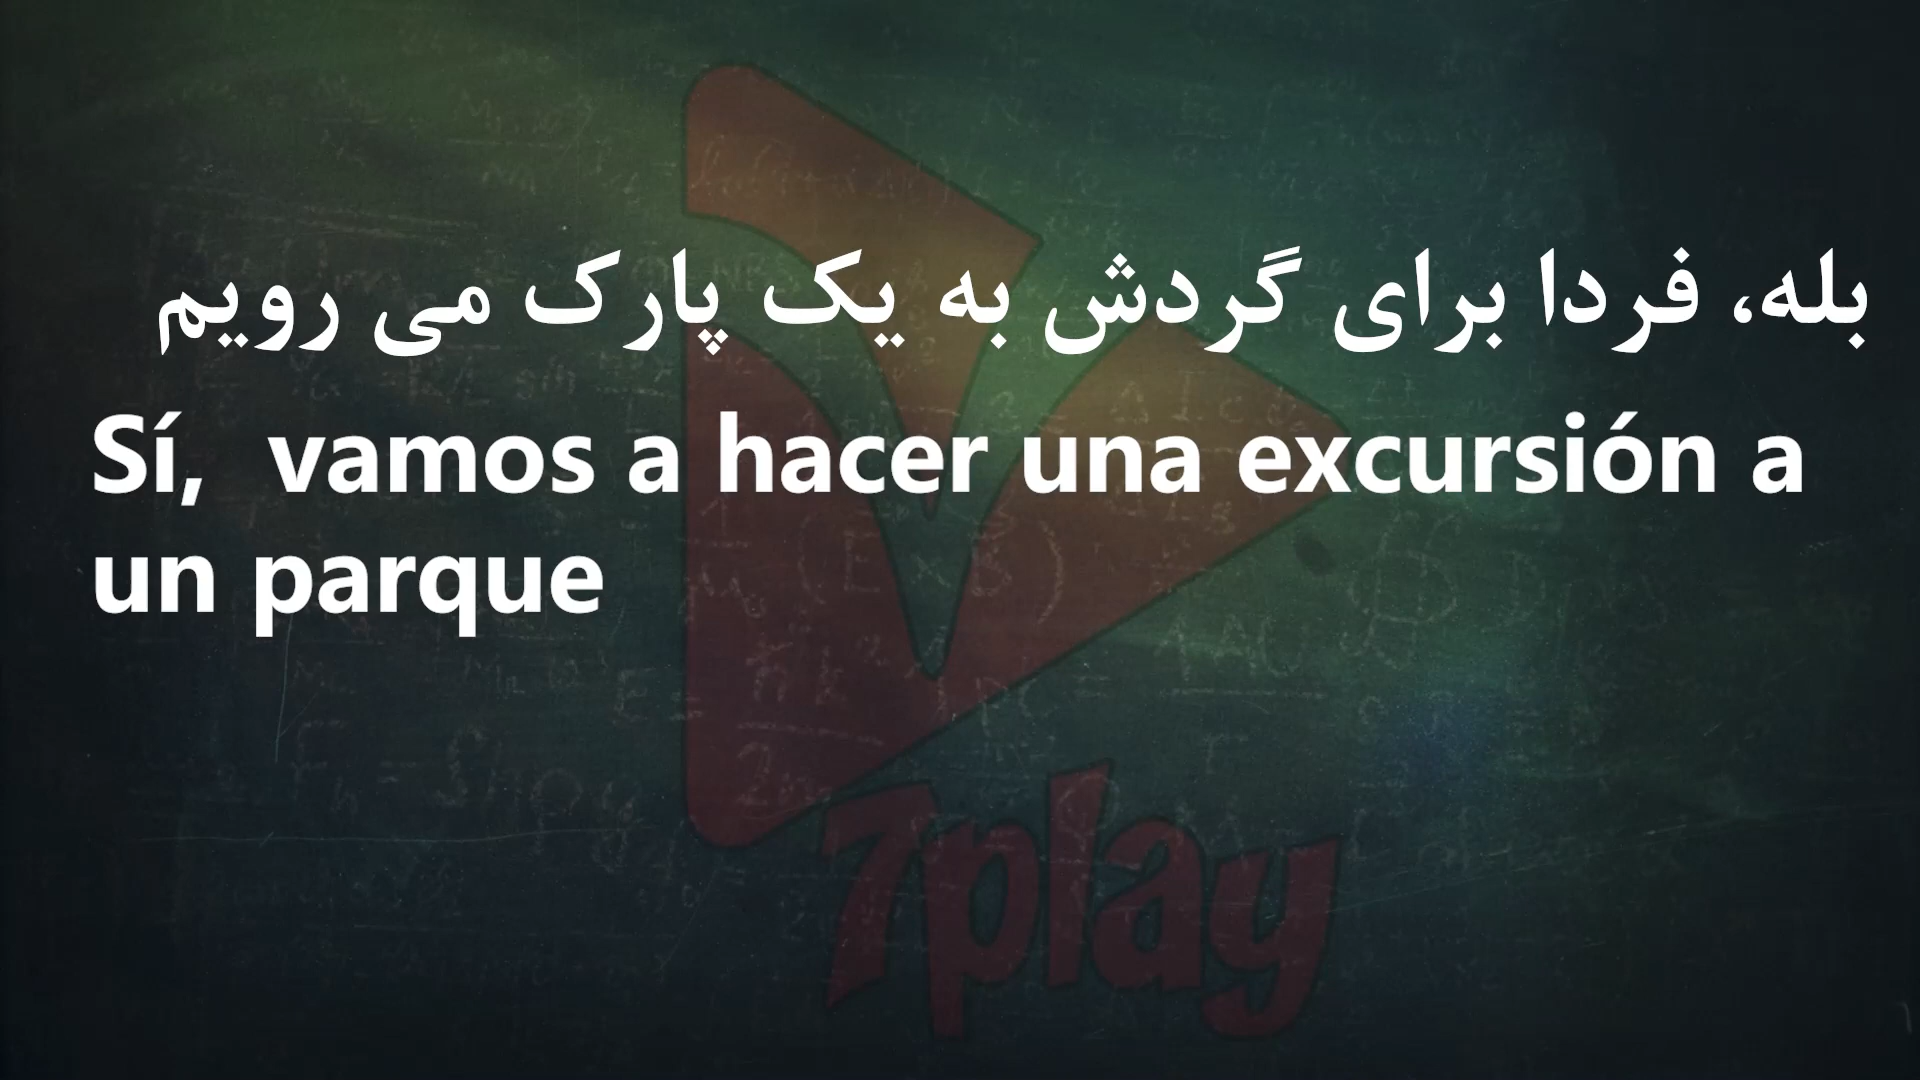 بله، فردا برای گردش به یک پارک می رویم
Sí,  vamos a hacer una excursión a
un parque
7play